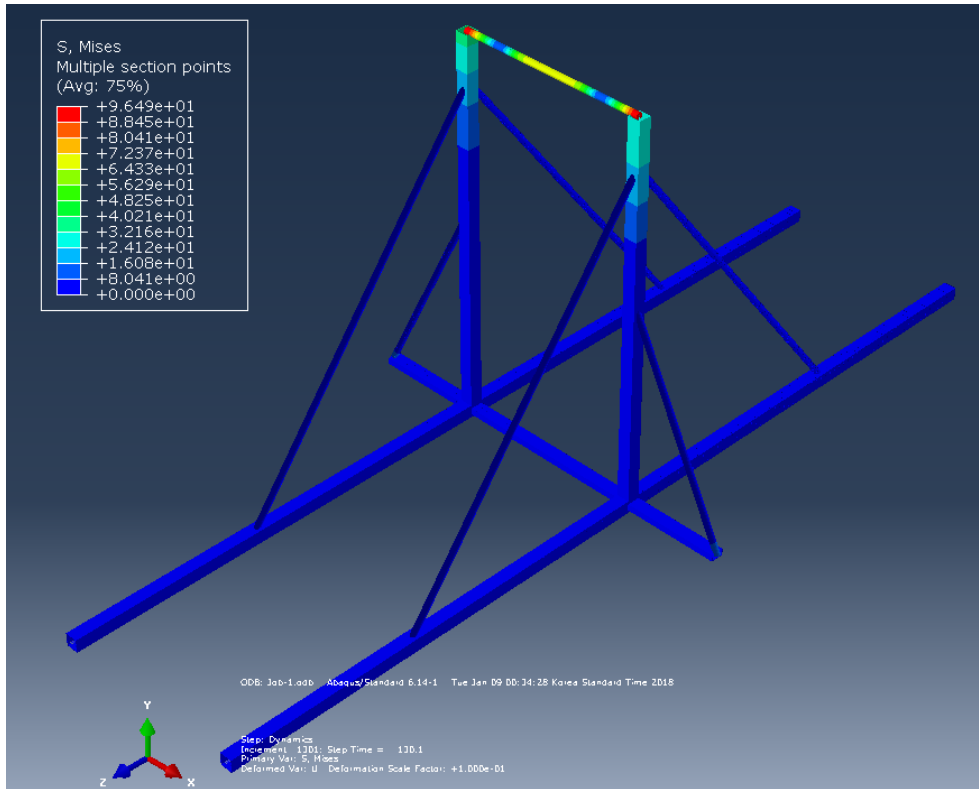 S, Mises
Multiple section points
(Avg: 75%)
+9.649e+01
+8.845e+01
+8.041e+01
+7.237e+01
+6.433e+01
+5.629e+01
+4.825e+01
+4.021e+01
+3.216e+01
+2.412e+01
+1.608e+01
+8.041e+00
+0.000e+00
ODB: Job-1.odb Abaqus/Standard 6.14-1 Tue Jan 09 00:34:28 Korea Standard Time 2018
Y
Z
X
Step: Dynamics
Increment 1301: Step Time = 130.1
Primary Var: S, Mises
Deformed Var: U Deformation Scale Factor: +1.000e-01